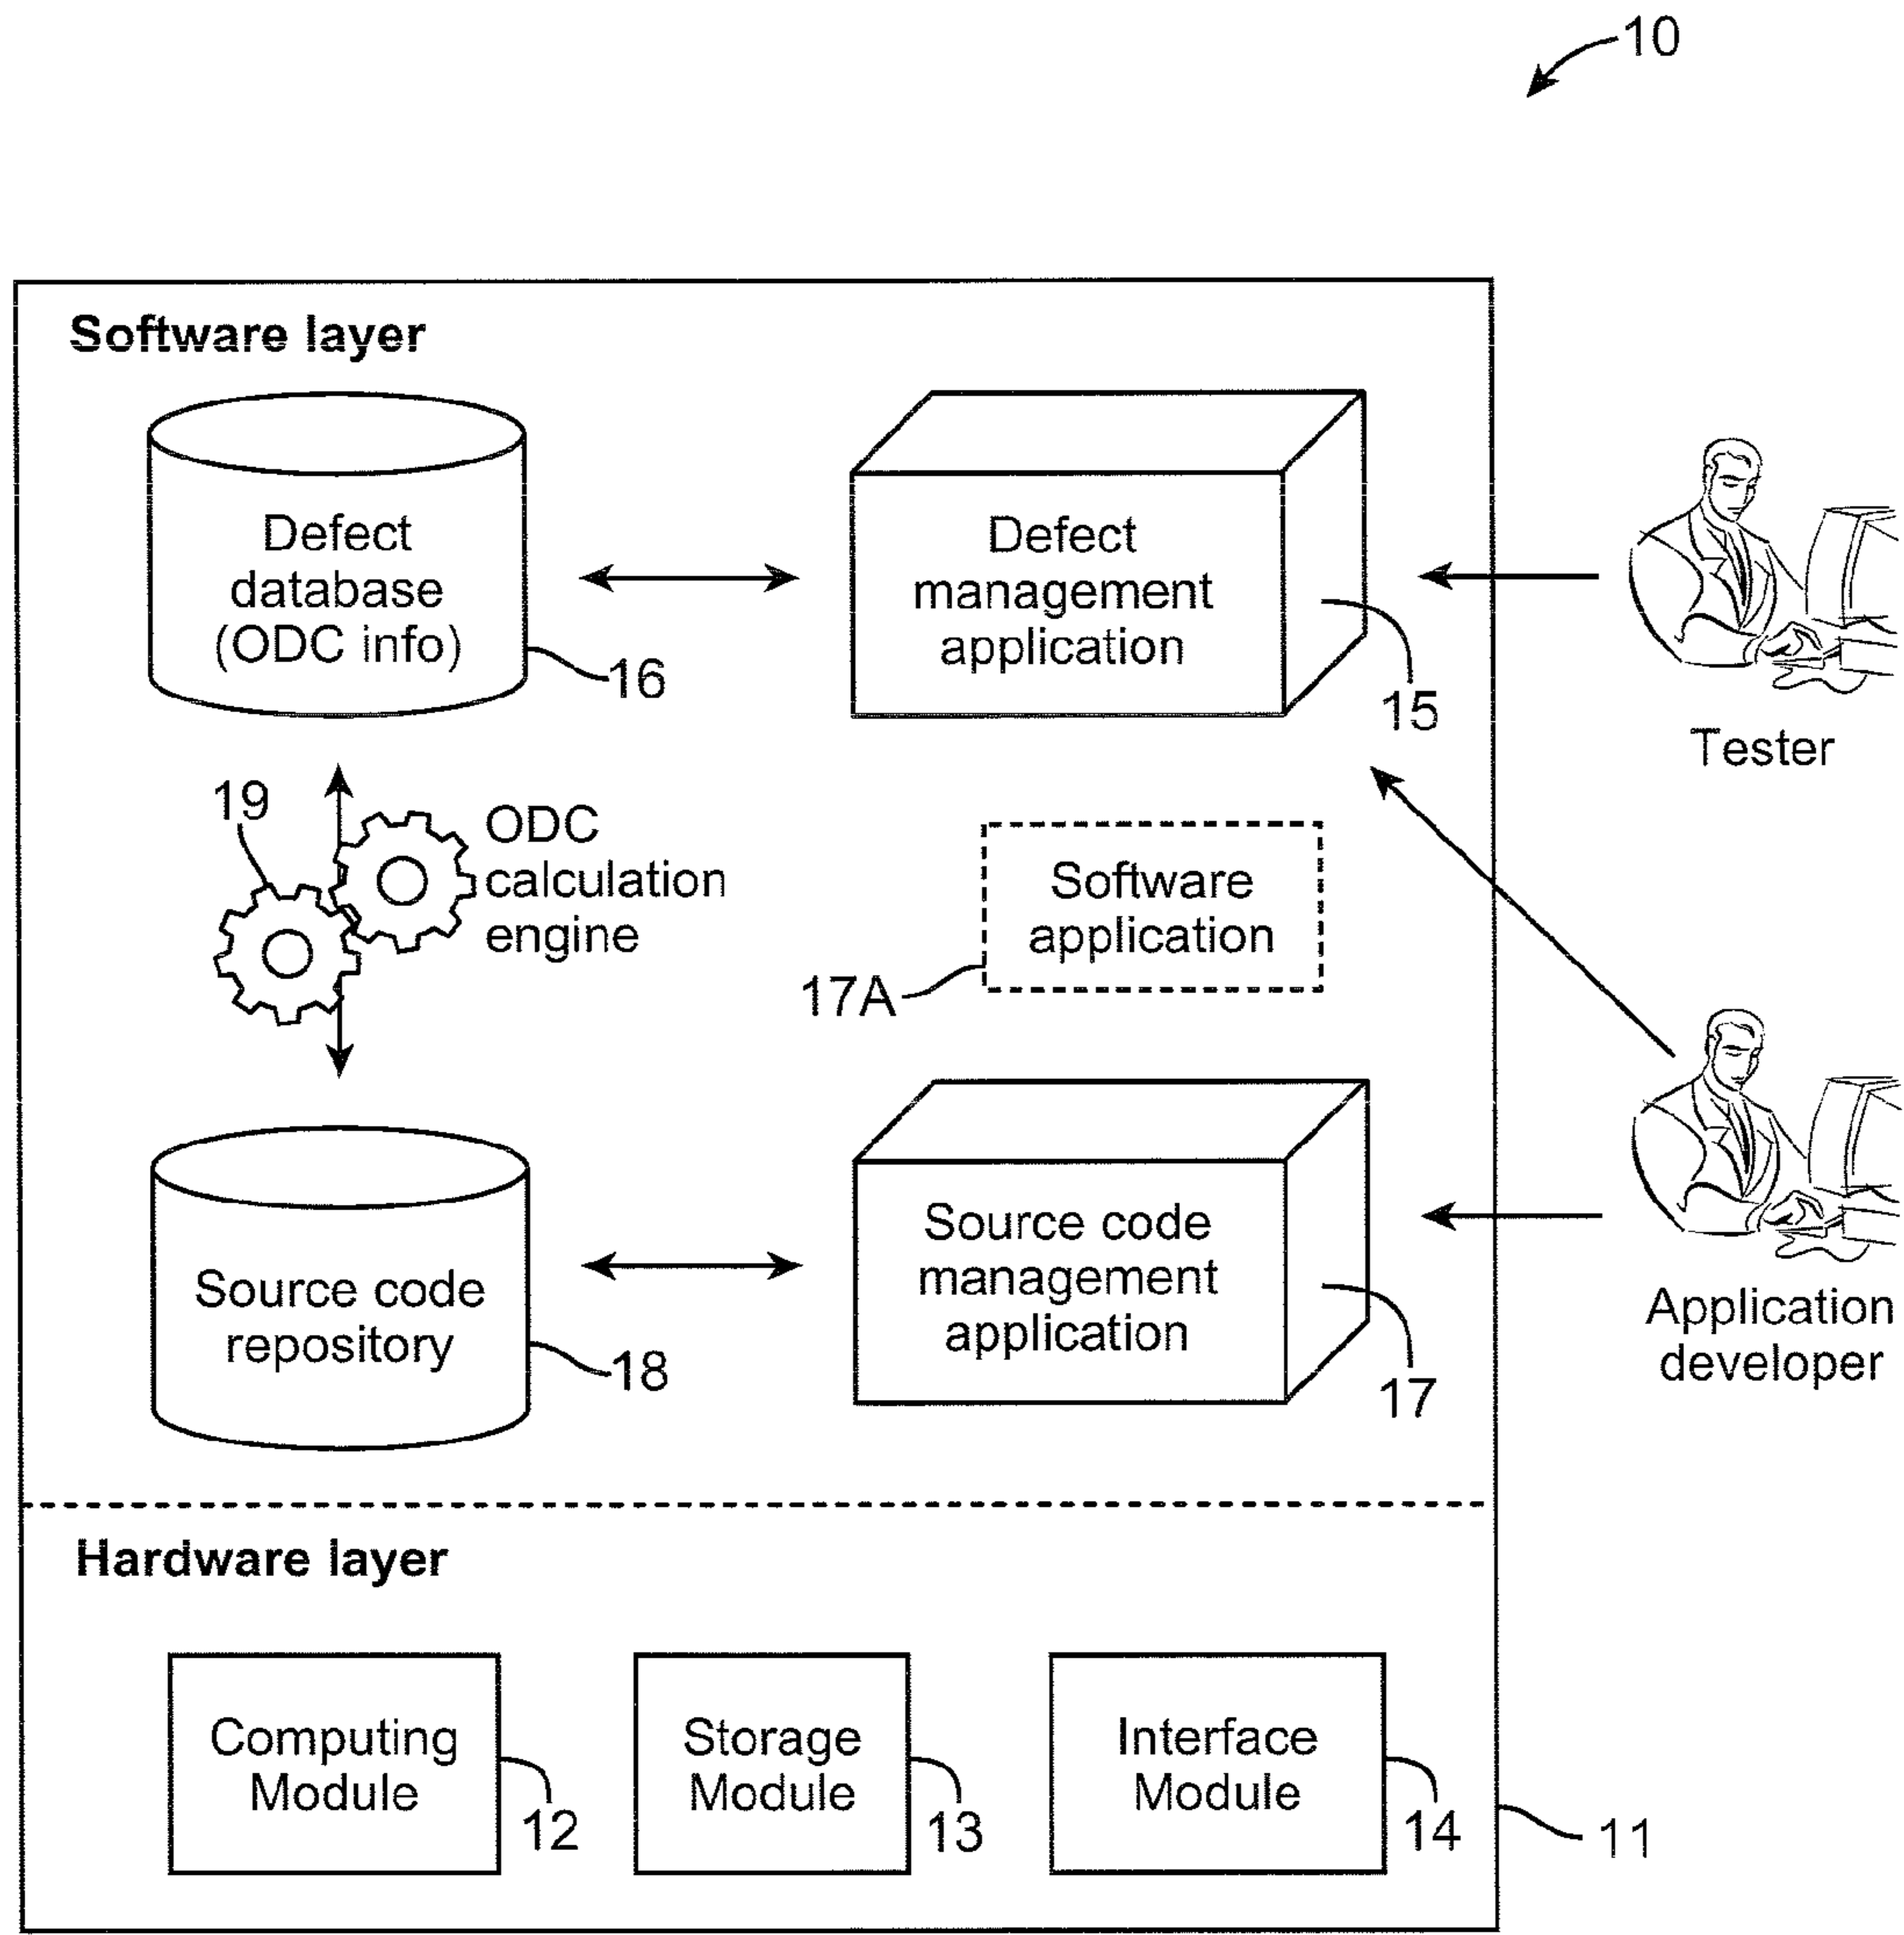 10
Software layer
Defect
database
(ODC info)
16
Defect
management
application
15
Tester
19
ODC
calculation
engine
Software
application
17A
Source code
repository
18
Source code
management
application
17
Application
developer
Hardware layer
Computing
Module
12
Storage
Module
13
Interface
Module
14
11